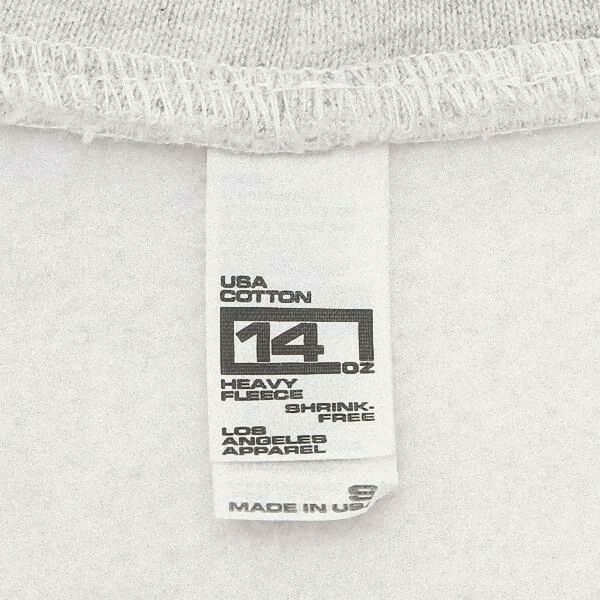 USA
COTTON
14 OZ
HEAVY
FLEECE
SHRINK-
FREE
LOS
ANGELES
APPAREL
MADE IN USA